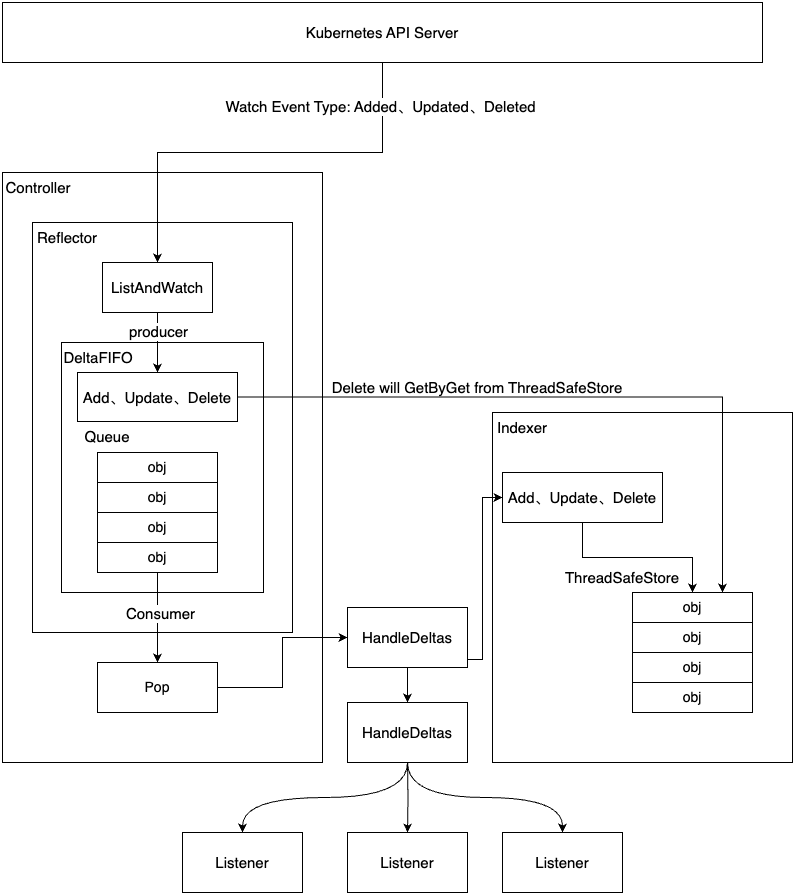 Kubernetes API Server
Watch Event Type: Added、Updated、Deleted
Controller
Reflector
ListAndWatch
producer
DeltaFIFO
Add、Update、Delete
Delete will GetByGet from ThreadSafeStore
Queue
obj
obj
obj
obj
Indexer
Add、Update、Delete
ThreadSafeStore
obj
obj
obj
obj
Consumer
Pop
HandleDeltas
HandleDeltas
Listener
Listener
Listener